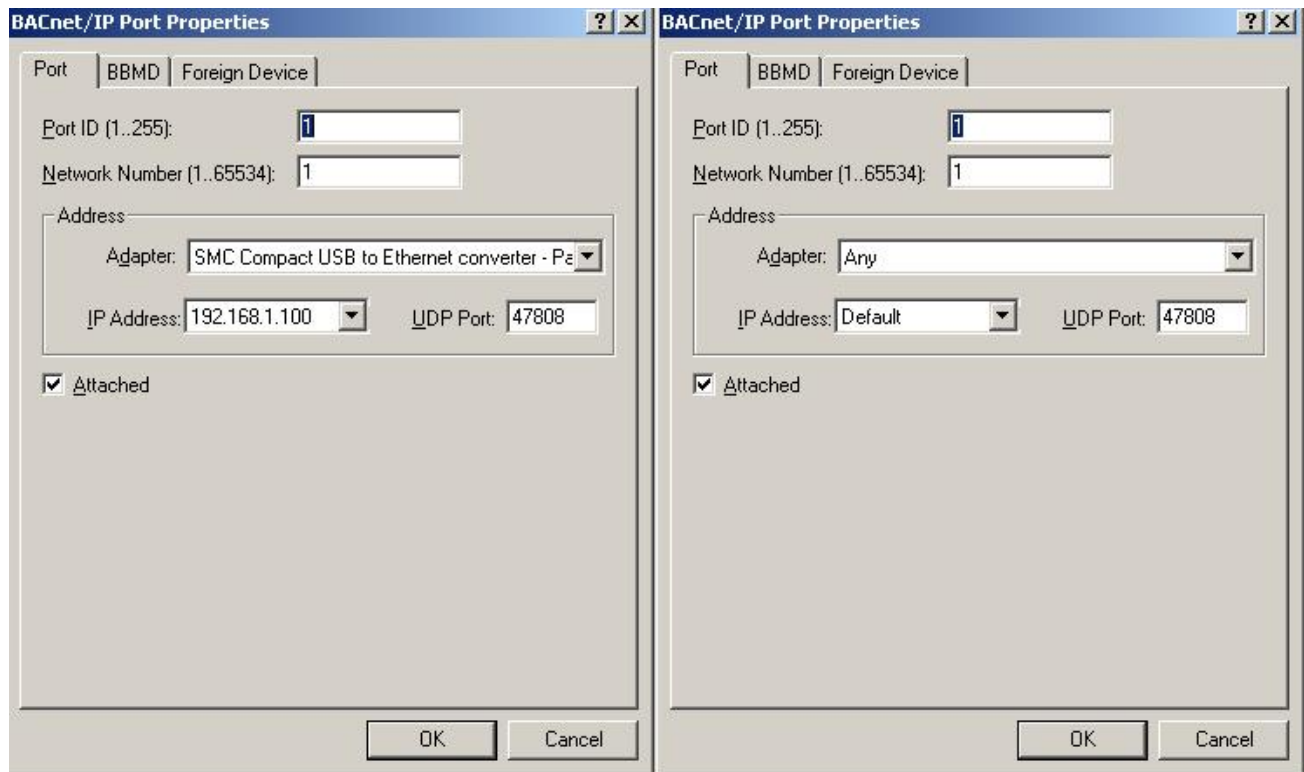 BACnet/IP Port Properties
Port BBMD Foreign Device
Port ID (1..255): 1
Network Number (1..65534): 1
Address
Adapter: SMC Compact USB to Ethernet converter - Pa
IP Address: 192.168.1.100 UDP Port: 47808
Attached
OK Cancel
BACnet/IP Port Properties
Port BBMD Foreign Device
Port ID (1..255): 1
Network Number (1..65534): 1
Address
Adapter: Any
IP Address: Default UDP Port: 47808
Attached
OK Cancel